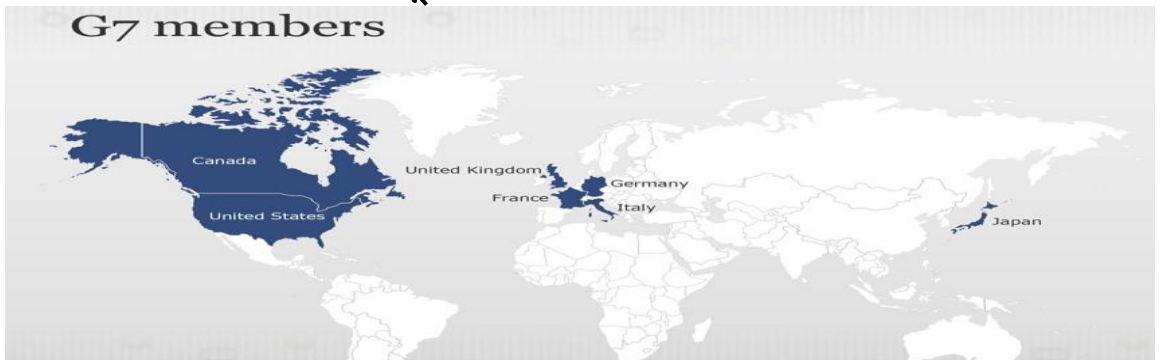 G7 members
Canada
United Kingdom
Germany
France
Italy
United States
Japan